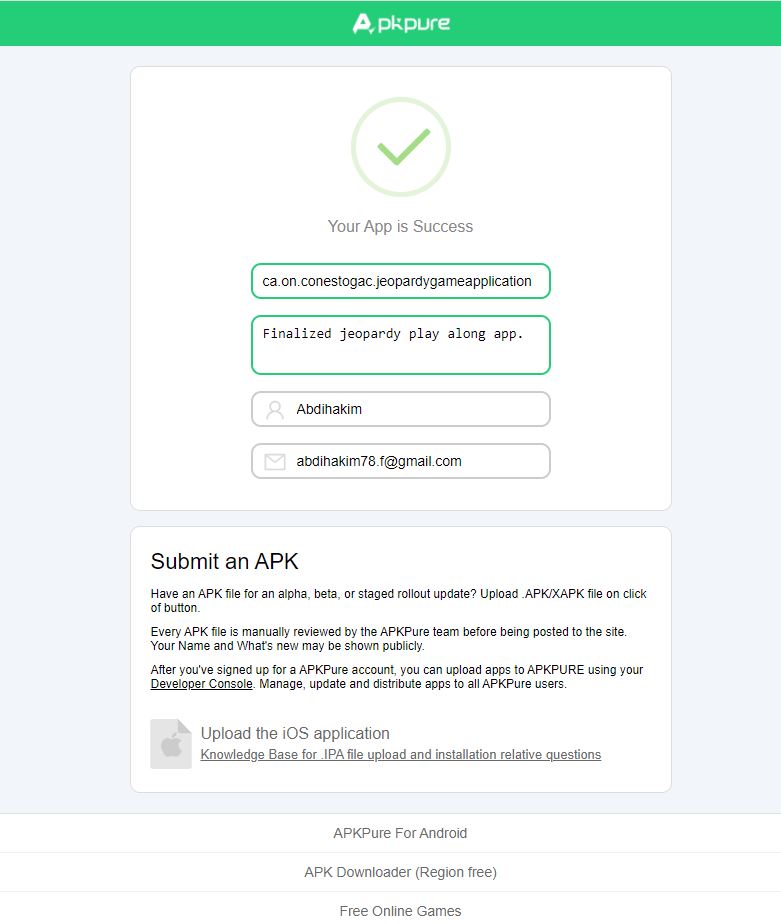 Apkpure
Your App is Success
ca.on.conestogac.jeopardygameapplication
Finalized jeopardy play along app.
Abdihakim
abdihakim78.f@gmail.com
Submit an APK
Have an APK file for an alpha, beta, or staged rollout update? Upload .APK/XAPK file on click
of button.
Every APK file is manually reviewed by the APKPure team before being posted to the site.
Your Name and What's new may be shown publicly.
After you've signed up for a APKPure account, you can upload apps to APKPURE using your
Developer Console. Manage, update and distribute apps to all APKPure users.
Upload the iOS application
Knowledge Base for .IPA file upload and installation relative questions
APKPure For Android
APK Downloader (Region free)
Free Online Games